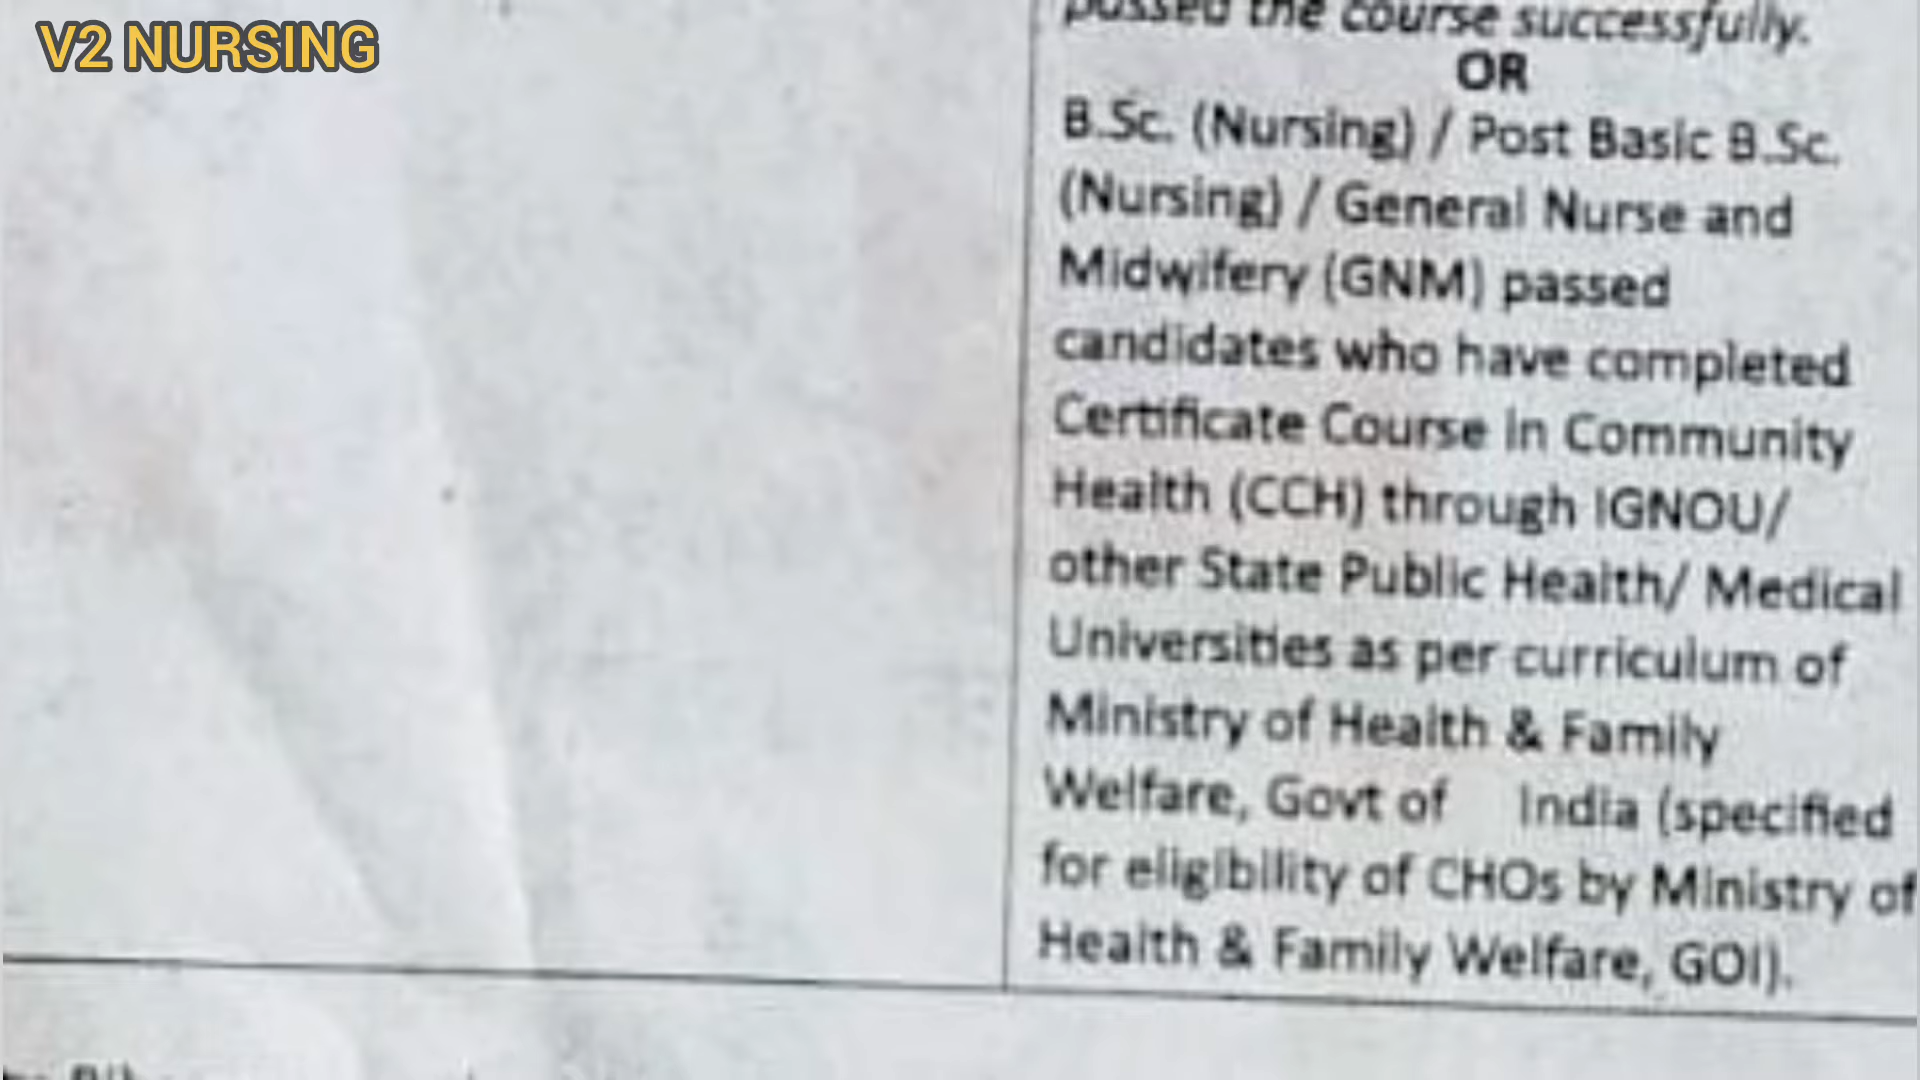 V2 NURSING
passed the course successfully.
OR
B.Sc. (Nursing) / Post Basic B.Sc.
(Nursing) / General Nurse and
Midwifery (GNM) passed
candidates who have completed
Certificate Course in Community
Health (CCH) through IGNOU/
other State Public Health/ Medical
Universities as per curriculum of
Ministry of Health & Family
Welfare, Govt of India (specified
for eligibility of CHOs by Ministry of
Health & Family Welfare, GOI).